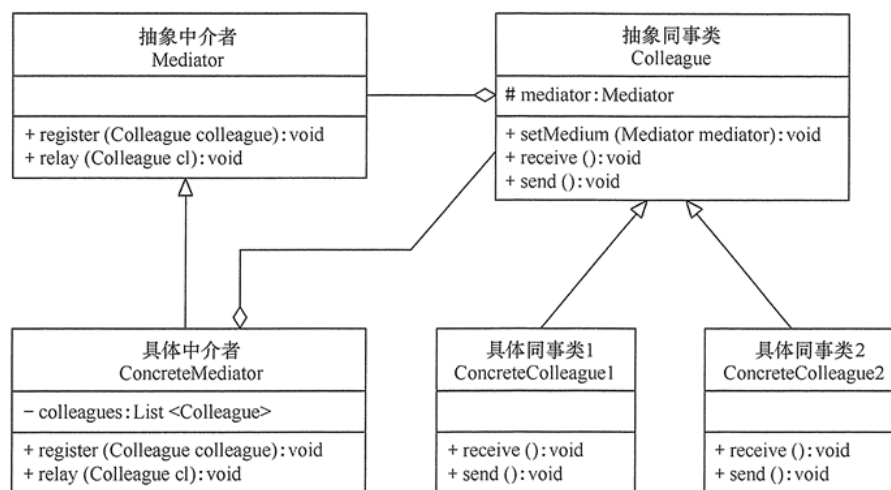 抽象中介者
Mediator
+ register (Colleague colleague):void
+ relay (Colleague cl):void
抽象同事类
Colleague
# mediator:Mediator
+ setMedium (Mediator mediator):void
+ receive ():void
+ send ():void
具体中介者
ConcreteMediator
− colleagues:List <Colleague>
+ register (Colleague colleague):void
+ relay (Colleague cl):void
具体同事类1
ConcreteColleague1
+ receive ():void
+ send ():void
具体同事类2
ConcreteColleague2
+ receive ():void
+ send ():void